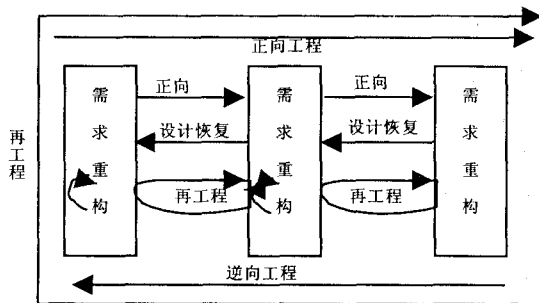 正向工程
再工程
需求重构
正向
设计恢复
再工程
需求重构
正向
设计恢复
再工程
需求重构
逆向工程